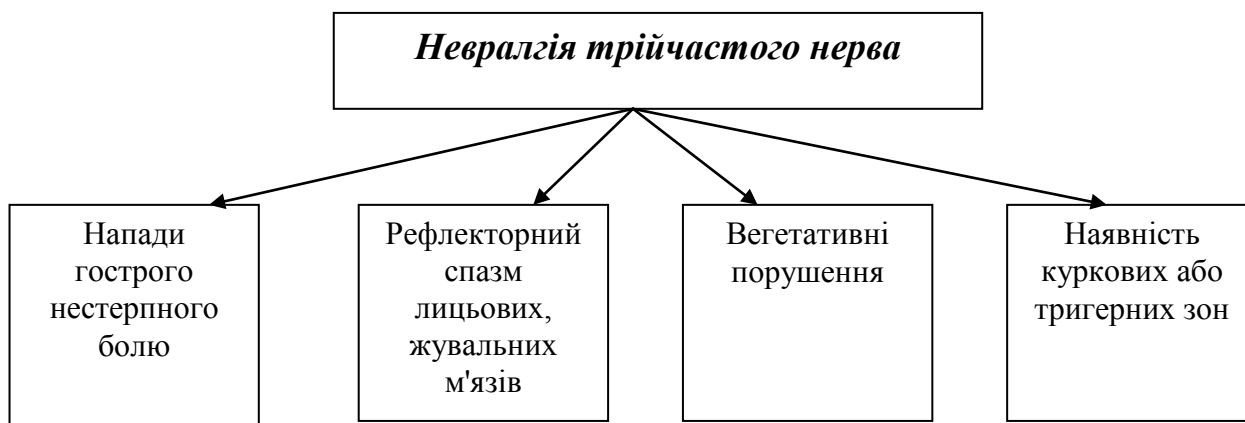 Невралгія трійчастого нерва
Напади
гострого
нестерпного
болю
Рефлекторний
спазм
лицьових,
жувальних
м'язів
Вегетативні
порушення
Наявність
куркових або
тригерних зон